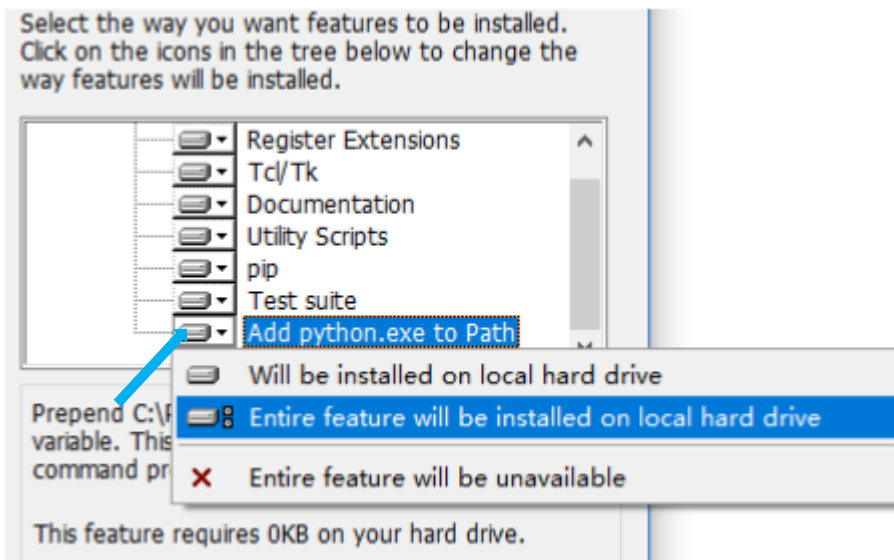 Select the way you want features to be installed.
Click on the icons in the tree below to change the
way features will be installed.
Register Extensions
Tcl/Tk
Documentation
Utility Scripts
pip
Test suite
Add python.exe to Path
Will be installed on local hard drive
Entire feature will be installed on local hard drive
Entire feature will be unavailable
Prepend C:\
variable. This
command
This feature requires 0KB on your hard drive.